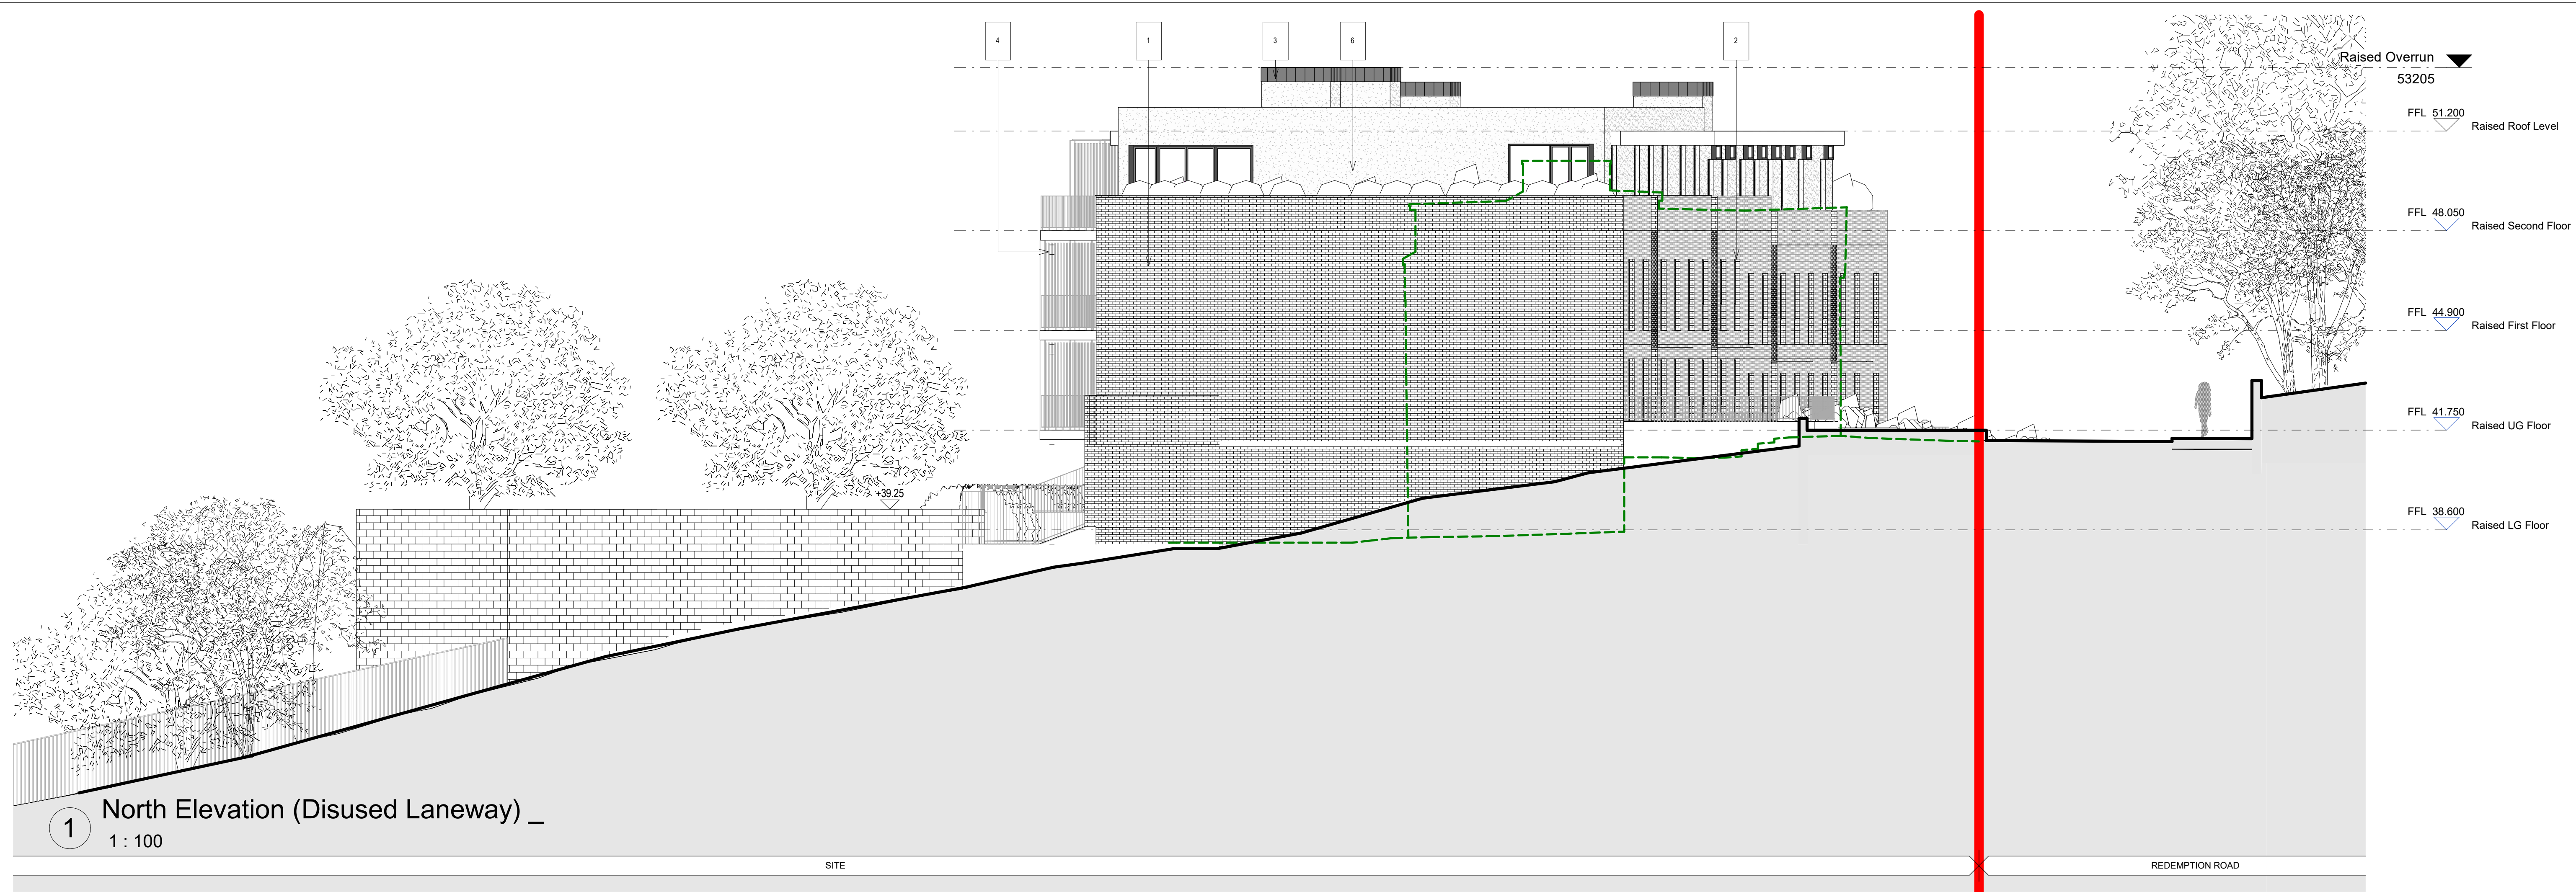 4
1
3
6
2
Raised Overrun
53205
FFL 51.200
Raised Roof Level
FFL 48.050
Raised Second Floor
FFL 44.900
Raised First Floor
FFL 41.750
Raised UG Floor
+39.25
FFL 38.600
Raised LG Floor
1
North Elevation (Disused Laneway) _
1 : 100
SITE
REDEMPTION ROAD